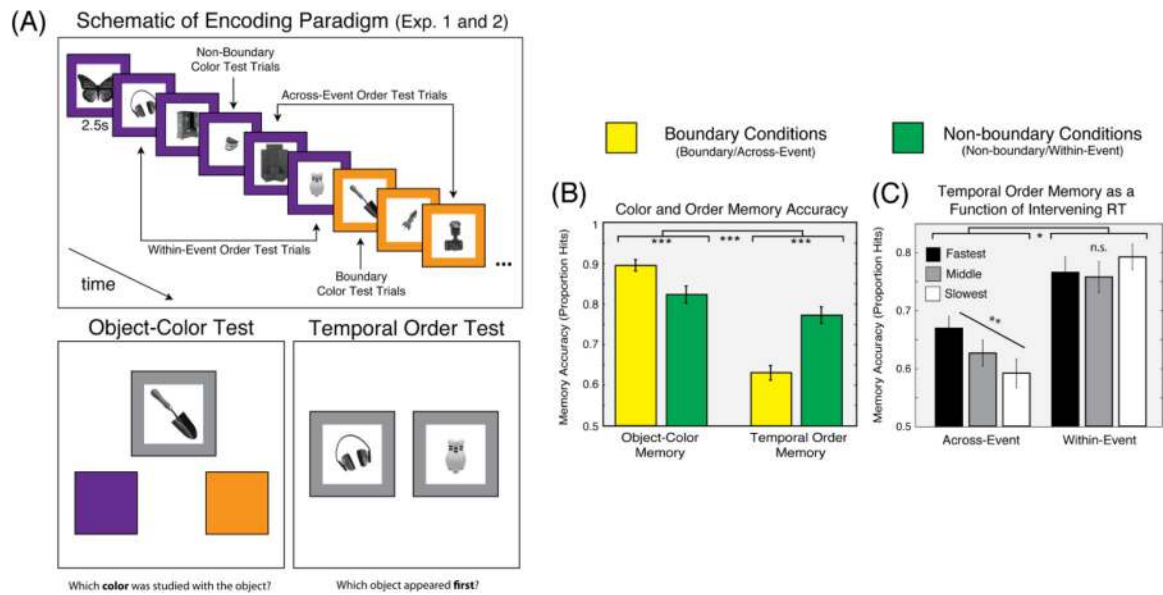 (A)
Schematic of Encoding Paradigm (Exp. 1 and 2)
Non-Boundary
Color Test Trials
Across-Event Order Test Trials
2.5s
Within-Event Order Test Trials
Boundary
Color Test Trials
time
...
Object-Color Test
Which color was studied with the object?
Temporal Order Test
Which object appeared first?
Boundary Conditions
(Boundary/Across-Event)
Non-boundary Conditions
(Non-boundary/Within-Event)
(B)
Color and Order Memory Accuracy
Memory Accuracy (Proportion Hits)
1
0.9
0.8
0.7
0.6
0.5
***
***
***
Object-Color
Memory
Temporal Order
Memory
(C)
Temporal Order Memory as a
Function of Intervening RT
Memory Accuracy (Proportion Hits)
0.8
0.7
0.6
0.5
*
n.s.
Fastest
Middle
Slowest
**
Across-Event
Within-Event